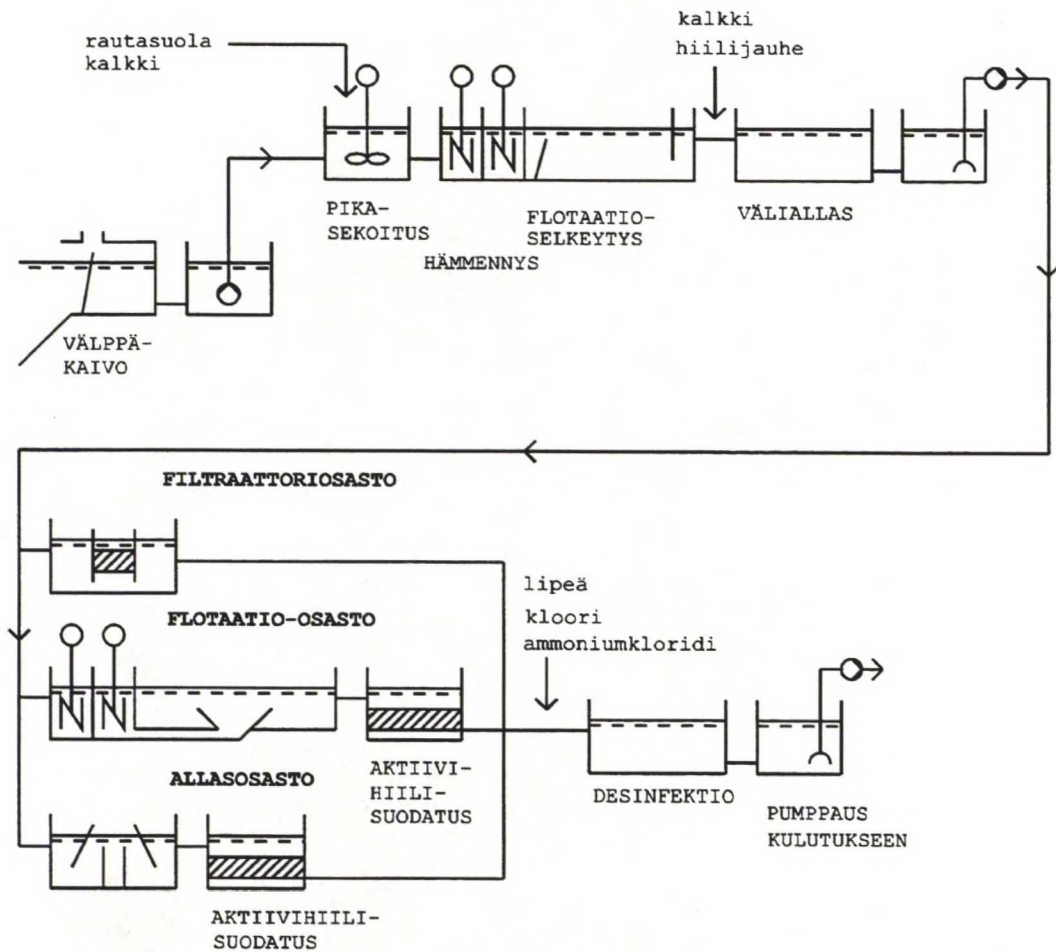 rautasuola
kalkki
kalkki
hiilijauhe
PIKA-
SEKOITUS
HÄMMENNYS
FLOTAATIO-
SELKEYTYS
VÄLIALLAS
VÄLPPÄ-
KAIVO
FILTRAATTORIOSASTO
FLOTAATIO-OSASTO
lipeä
kloori
ammoniumkloridi
ALLASOSASTO
AKTIIVI-
HIILI-
SUODATUS
DESINFEKTIO
PUMPPAUS
KULUTUKSEEN
AKTIIVIHIILI-
SUODATUS